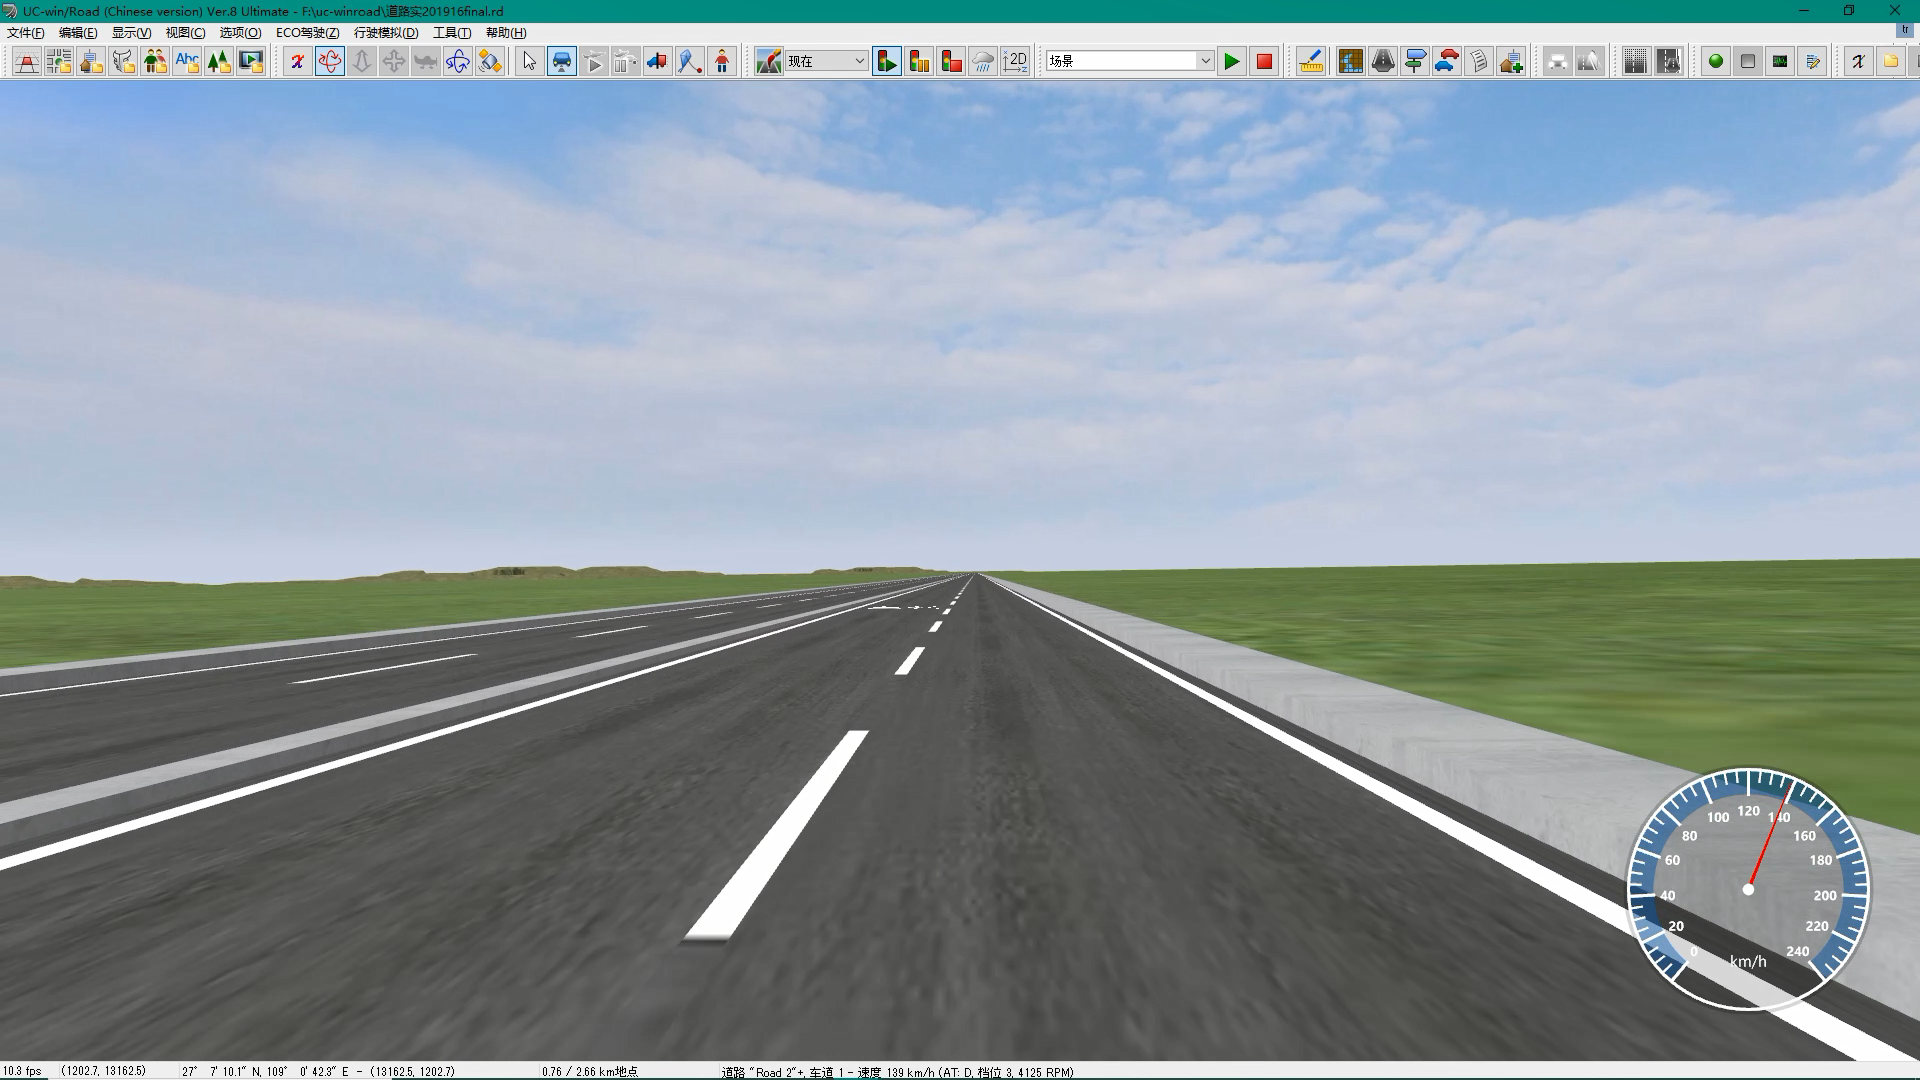 UC-win/Road (Chinese version) Ver.8 Ultimate - F:\uc-winroad\道路实201916final.rd
文件(F) 编辑(E) 显示(V) 视图(C) 选项(O) ECO驾驶(Z) 行驶模拟(D) 工具(T) 帮助(H)
tr
Abc 现在 2D 场景
0 20 40 60 80 100 120 140 160 180 200 220 240
km/h
10.3 fps (1202.7, 13162.5) 27° 7' 10.1" N, 109° 0' 42.3" E - (13162.5, 1202.7) 0.76 / 2.66 km地点 道路 "Road 2"+, 车道 1 - 速度 139 km/h (AT: D, 档位 3, 4125 RPM)